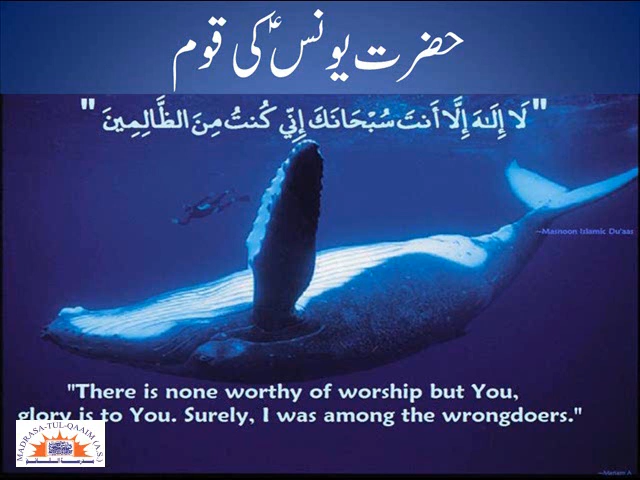 حضرت یونسؑ کی قوم
"لَا إِلَـٰهَ إِلَّا أَنتَ سُبْحَانَكَ إِنِّي كُنتُ مِنَ الظَّالِمِينَ"
~Masnoon Islamic Du'aas
"There is none worthy of worship but You,
glory is to You. Surely, I was among the wrongdoers."
MADRASA-TUL-QAAIM (A.S.)
~Mariam A